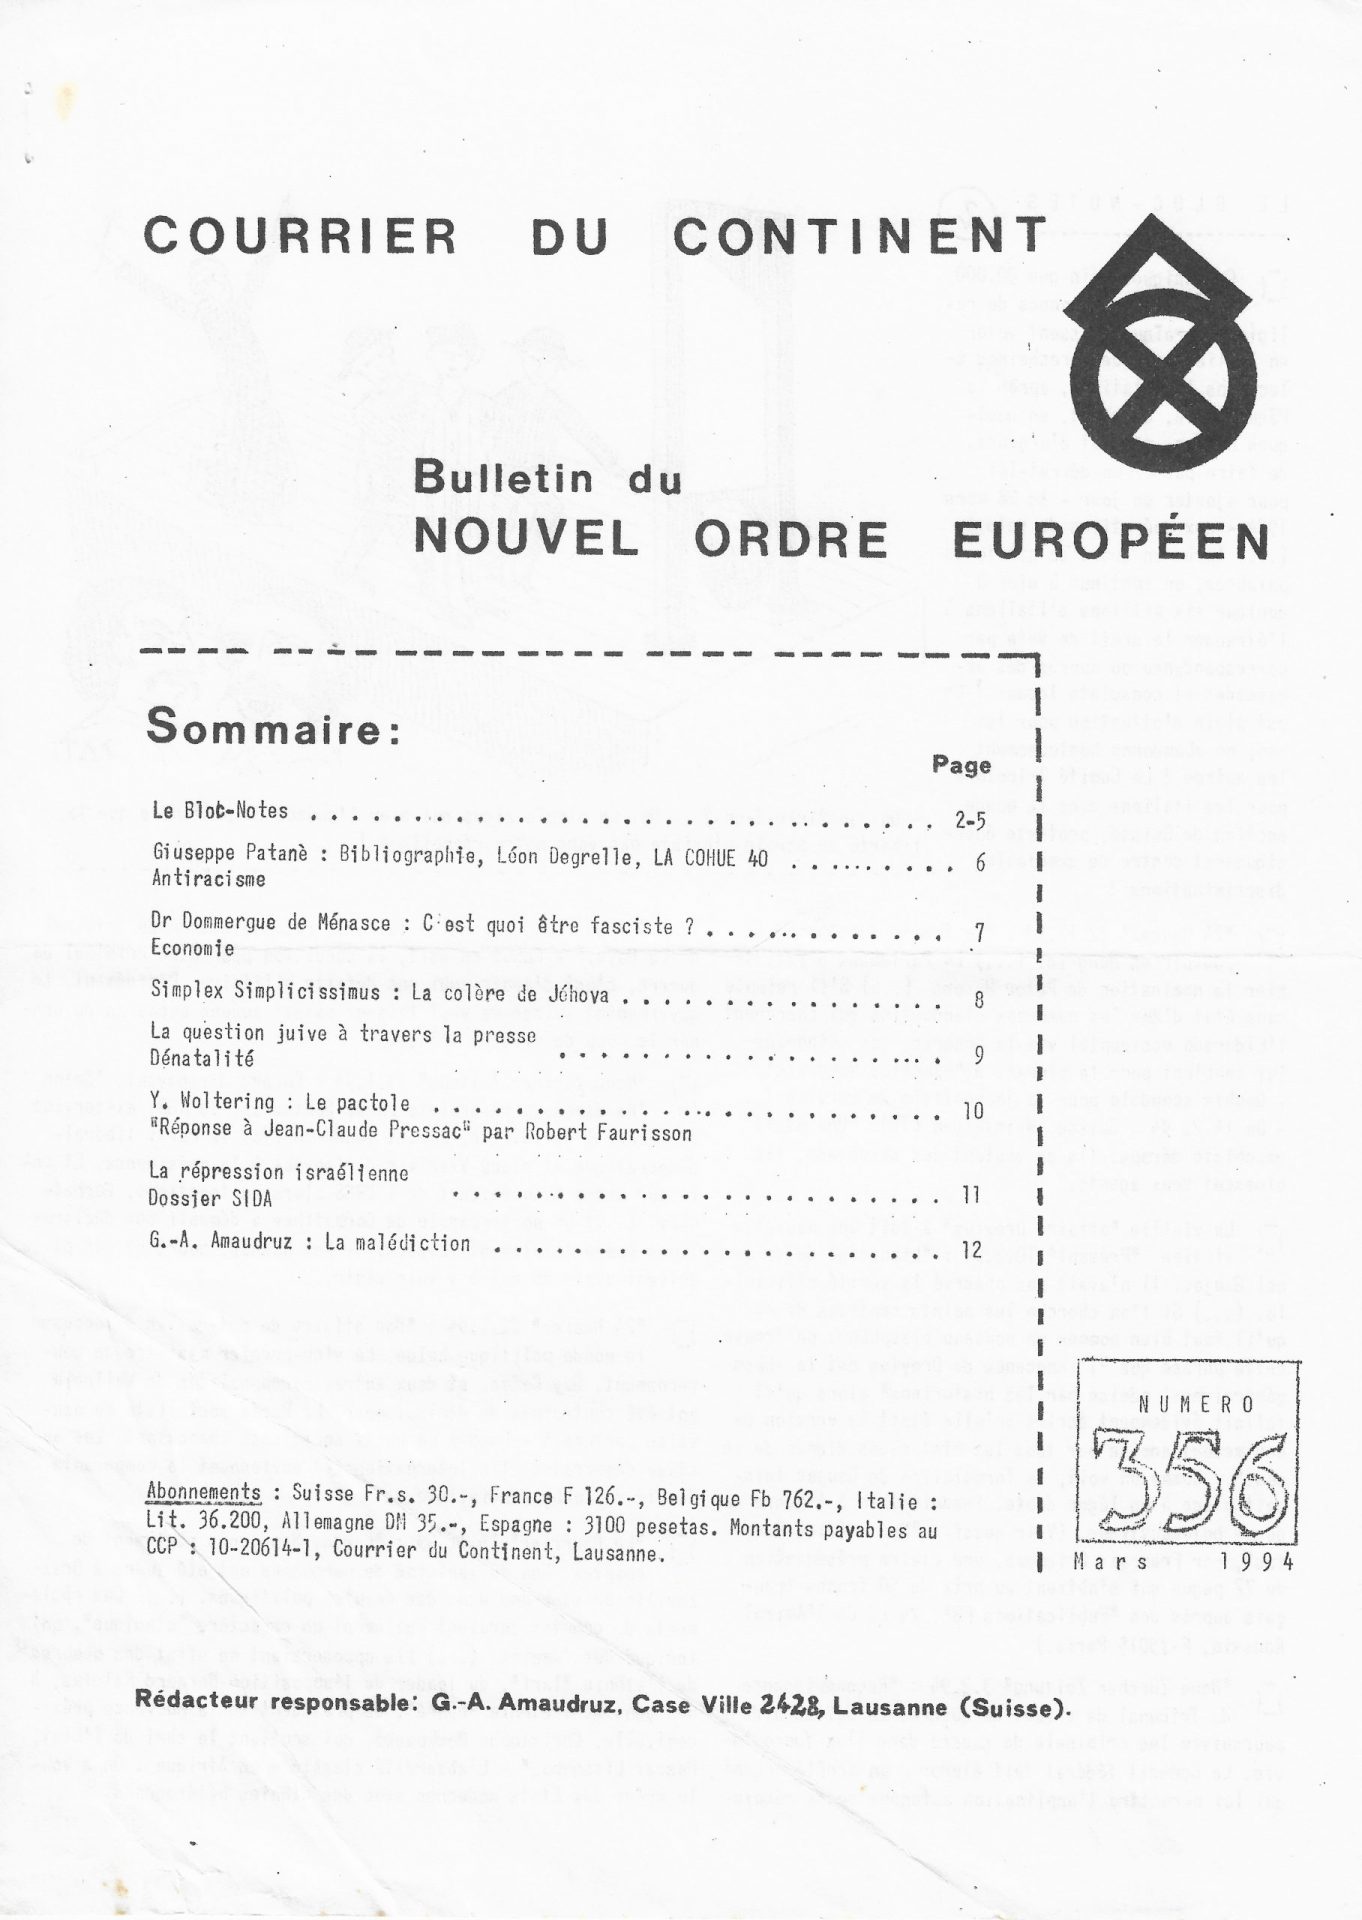 COURRIER DU CONTINENT
Bulletin du
NOUVEL ORDRE EUROPÉEN
Sommaire:
Page
Le Bloc-Notes . . . . . . . . . . . . . . . . . . . . . . . . . . . . 2-5
Giuseppe Patanè : Bibliographie, Léon Degrelle, LA COHUE 40 . . . . . . . . . . 6
Antiracisme
Dr Dommergue de Ménasce : C'est quoi être fasciste ? . . . . . . . . . . . . . 7
Economie
Simplex Simplicissimus : La colère de Jéhova . . . . . . . . . . . . . . . 8
La question juive à travers la presse
Dénatalité . . . . . . . . . . . . . . . . . . 9
Y. Woltering : Le pactole . . . . . . . . . . . . . . . . . . . . . . . 10
"Réponse à Jean-Claude Pressac" par Robert Faurisson
La répression israélienne
Dossier SIDA . . . . . . . . . . . . . . . . . . . . . . . 11
G.-A. Amaudruz : La malédiction . . . . . . . . . . . . . . . . . . . . . 12
NUMERO
356
Mars 1994
Abonnements : Suisse Fr.s. 30.-, France F 126.-, Belgique Fb 762.-, Italie :
Lit. 36.200, Allemagne DM 35.-, Espagne : 3100 pesetas. Montants payables au
CCP : 10-20614-1, Courrier du Continent, Lausanne.
Rédacteur responsable: G.-A. Amaudruz, Case Ville 2428, Lausanne (Suisse).